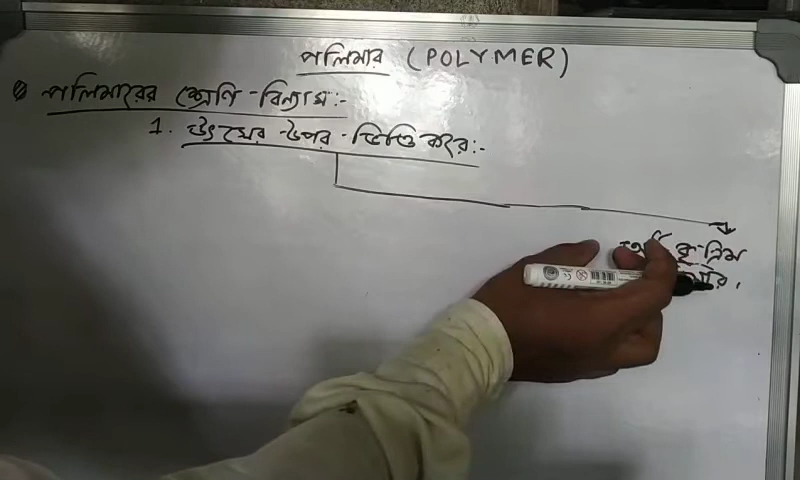 পলিমার (POLYMER)
পলিমারের শ্রেণি-বিন্যাস:-
1. উৎসের উপর ভিত্তি করে:-
কৃত্রিম